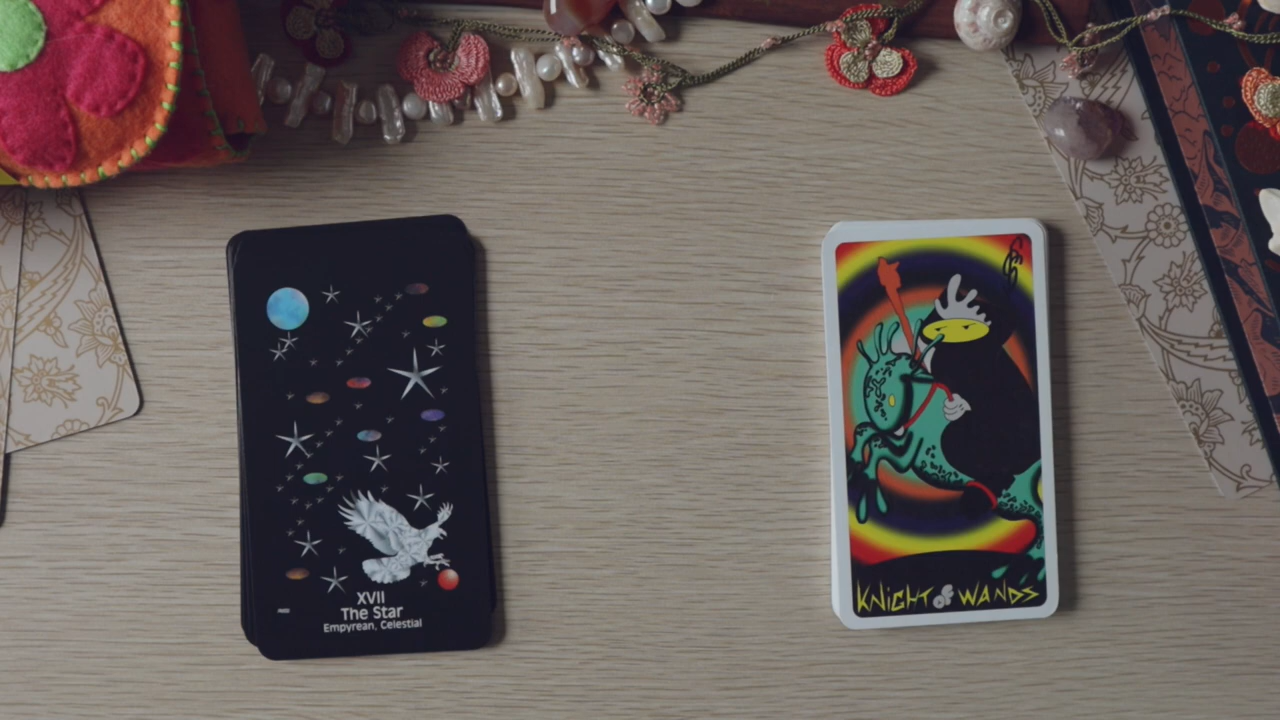 XVII
The Star
Empyrean, Celestial
KNiGHT OF WANDS